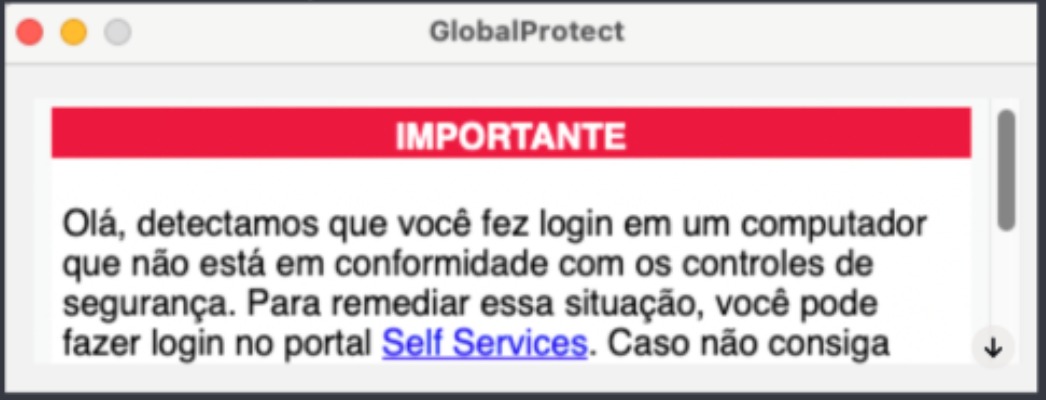 GlobalProtect
IMPORTANTE
Olá, detectamos que você fez login em um computador
que não está em conformidade com os controles de
segurança. Para remediar essa situação, você pode
fazer login no portal Self Services. Caso não consiga